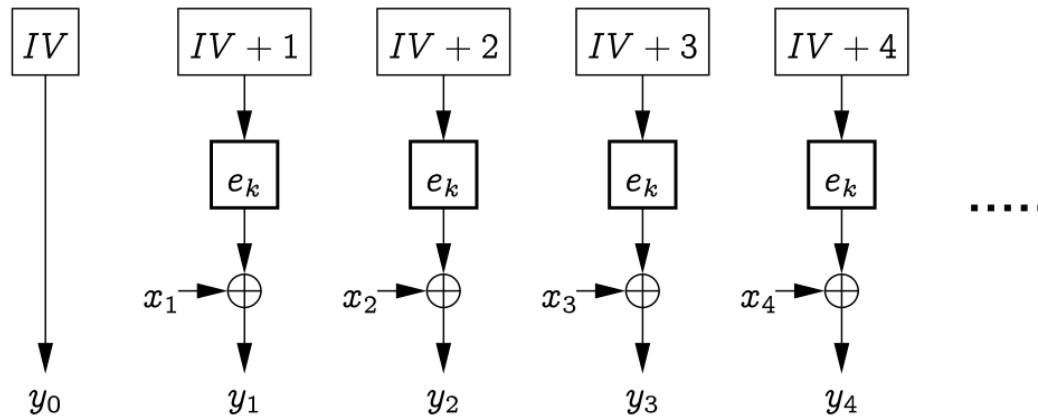 IV IV + 1 IV + 2 IV + 3 IV + 4
e_k e_k e_k e_k .....
x_1 x_2 x_3 x_4
y_0 y_1 y_2 y_3 y_4